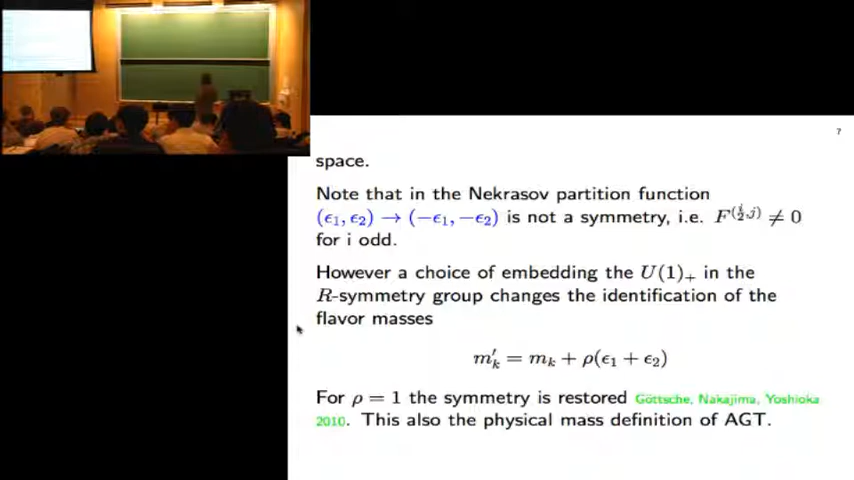 7
space.
Note that in the Nekrasov partition function
(ϵ₁, ϵ₂) → (−ϵ₁, −ϵ₂) is not a symmetry, i.e. F^(i/2, j) ≠ 0
for i odd.
However a choice of embedding the U(1)₊ in the
R-symmetry group changes the identification of the
flavor masses
m′ₖ = mₖ + ρ(ϵ₁ + ϵ₂)
For ρ = 1 the symmetry is restored Göttsche, Nakajima, Yoshioka
2010. This also the physical mass definition of AGT.